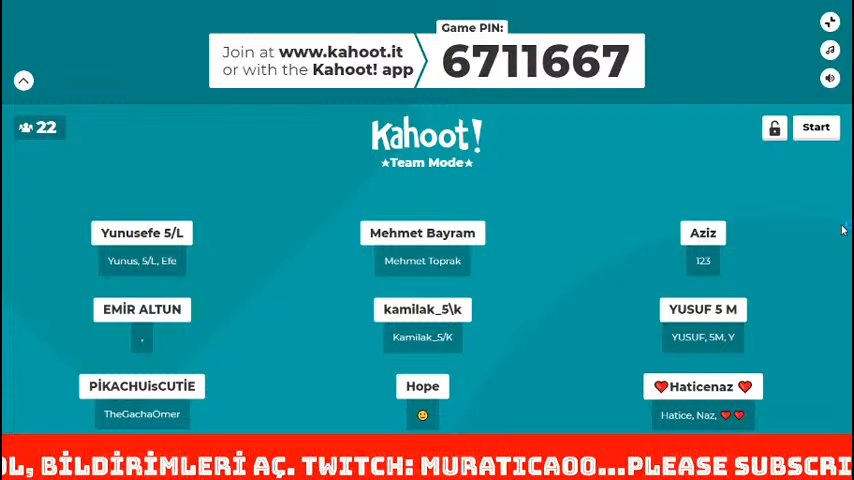 Game PIN:
Join at www.kahoot.it
or with the Kahoot! app
6711667
22
Kahoot!
★Team Mode★
Start
Yunusefe 5/L
Yunus, 5/L, Efe
Mehmet Bayram
Mehmet Toprak
Aziz
123
EMİR ALTUN
,
kamilak_5\k
Kamilak_5/K
YUSUF 5 M
YUSUF, 5M, Y
PİKACHUisCUTİE
TheGachaOmer
Hope
🙂
❤️Haticenaz ❤️
Hatice, Naz, ❤️ ❤️
OL, BİLDİRİMLERİ AÇ. TWITCH: MURATICA00...PLEASE SUBSCRI